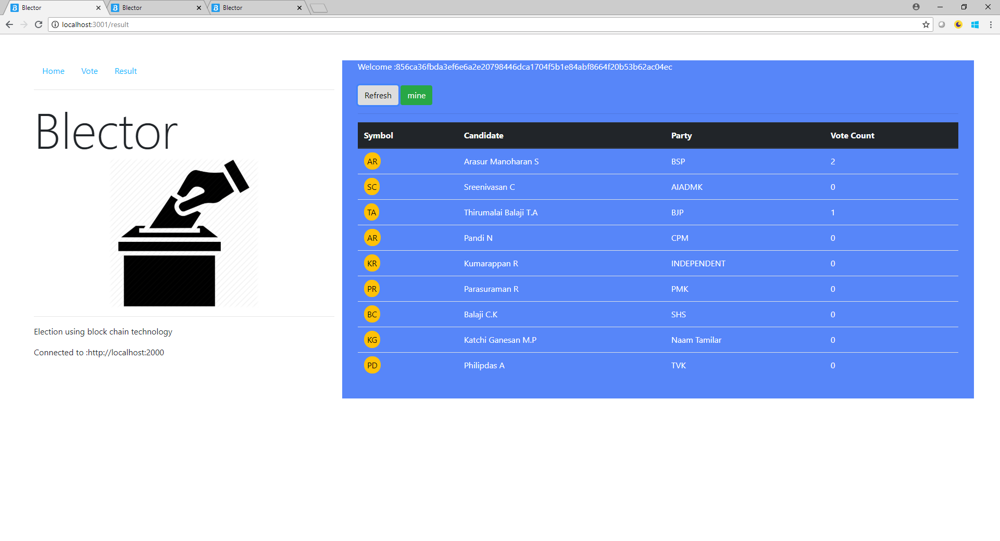 Blector Blector Blector
localhost:3001/result
Home Vote Result
Blector
Election using block chain technology
Connected to :http://localhost:2000
Welcome :856ca36fbda3ef6e6a2e20798446dca1704f5b1e84abf8664f20b53b62ac04ec
Refresh mine
Symbol Candidate Party Vote Count
AR Arasur Manoharan S BSP 2
SC Sreenivasan C AIADMK 0
TA Thirumalai Balaji T.A BJP 1
AR Pandi N CPM 0
KR Kumarappan R INDEPENDENT 0
PR Parasuraman R PMK 0
BC Balaji C.K SHS 0
KG Katchi Ganesan M.P Naam Tamilar 0
PD Philipdas A TVK 0